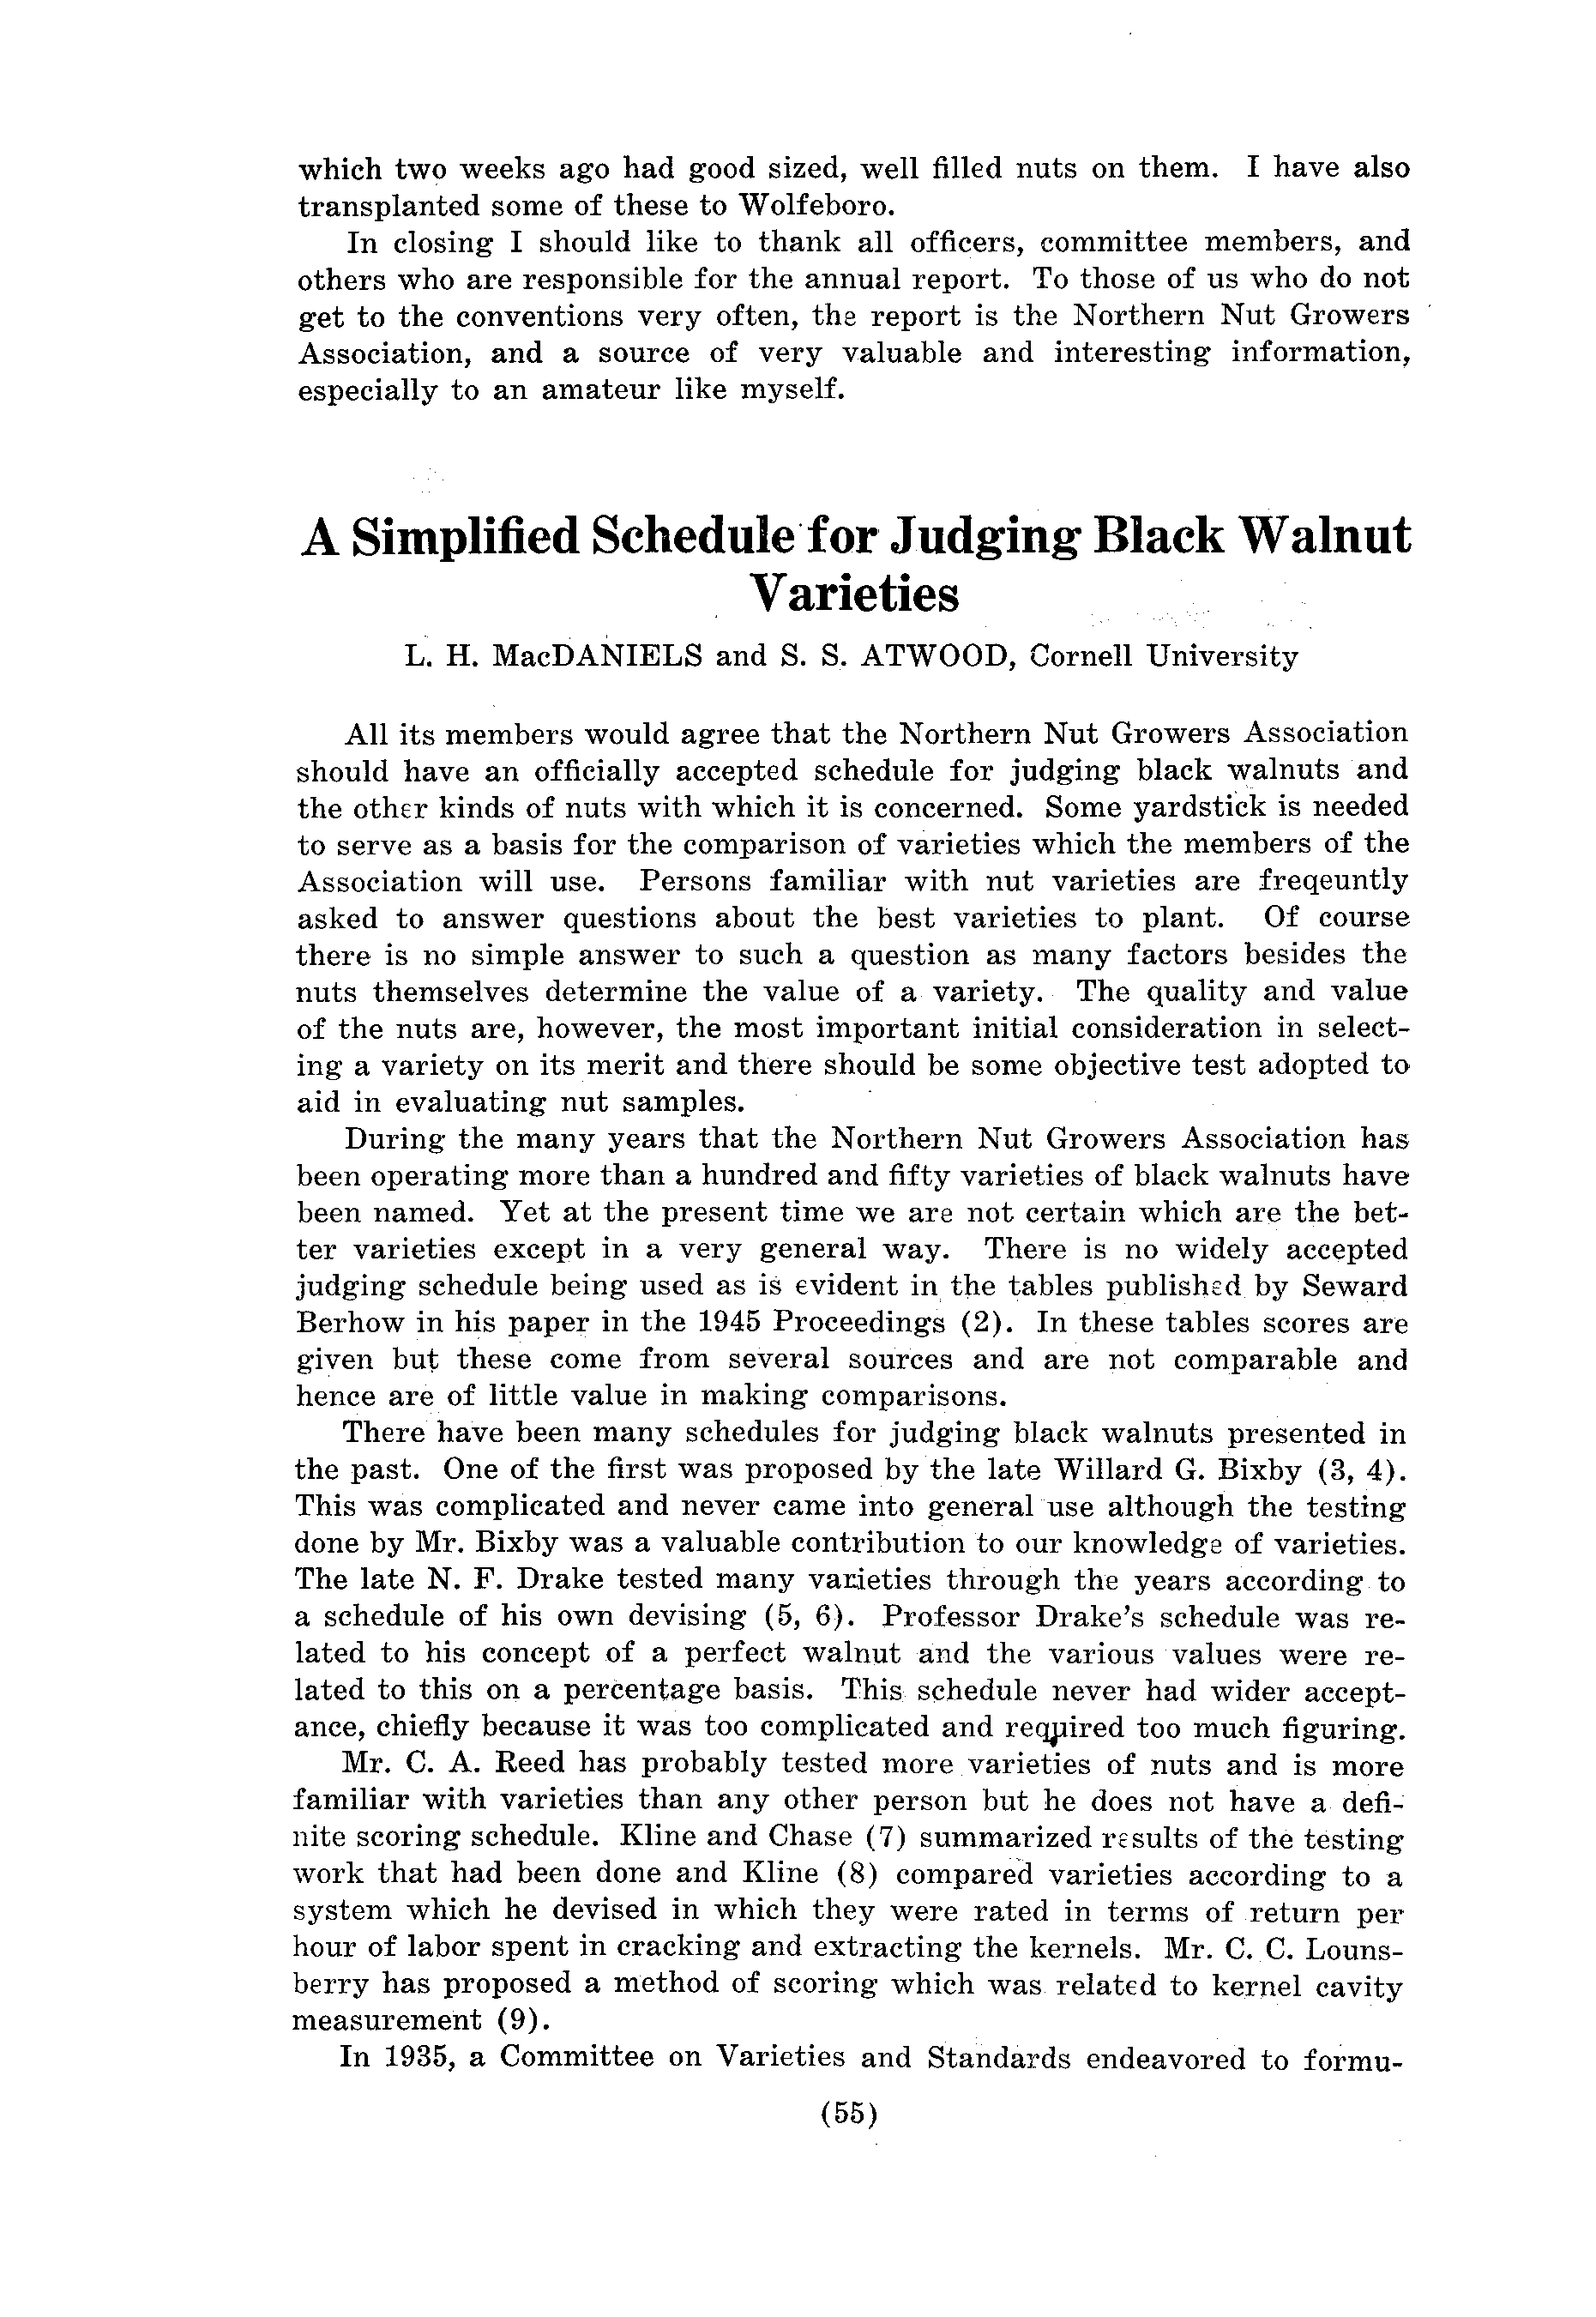 which two weeks ago had good sized, well filled nuts on them. I have also
transplanted some of these to Wolfeboro.
In closing I should like to thank all officers, committee members, and
others who are responsible for the annual report. To those of us who do not
get to the conventions very often, the report is the Northern Nut Growers
Association, and a source of very valuable and interesting information,
especially to an amateur like myself.
A Simplified Schedule for Judging Black Walnut
Varieties
L. H. MacDANIELS and S. S. ATWOOD, Cornell University
All its members would agree that the Northern Nut Growers Association
should have an officially accepted schedule for judging black walnuts and
the other kinds of nuts with which it is concerned. Some yardstick is needed
to serve as a basis for the comparison of varieties which the members of the
Association will use. Persons familiar with nut varieties are freqeuntly
asked to answer questions about the best varieties to plant. Of course
there is no simple answer to such a question as many factors besides the
nuts themselves determine the value of a variety. The quality and value
of the nuts are, however, the most important initial consideration in select-
ing a variety on its merit and there should be some objective test adopted to
aid in evaluating nut samples.
During the many years that the Northern Nut Growers Association has
been operating more than a hundred and fifty varieties of black walnuts have
been named. Yet at the present time we are not certain which are the bet-
ter varieties except in a very general way. There is no widely accepted
judging schedule being used as is evident in the tables published by Seward
Berhow in his paper in the 1945 Proceedings (2). In these tables scores are
given but these come from several sources and are not comparable and
hence are of little value in making comparisons.
There have been many schedules for judging black walnuts presented in
the past. One of the first was proposed by the late Willard G. Bixby (3, 4).
This was complicated and never came into general use although the testing
done by Mr. Bixby was a valuable contribution to our knowledge of varieties.
The late N. F. Drake tested many varieties through the years according to
a schedule of his own devising (5, 6). Professor Drake's schedule was re-
lated to his concept of a perfect walnut and the various values were re-
lated to this on a percentage basis. This schedule never had wider accept-
ance, chiefly because it was too complicated and required too much figuring.
Mr. C. A. Reed has probably tested more varieties of nuts and is more
familiar with varieties than any other person but he does not have a defi-
nite scoring schedule. Kline and Chase (7) summarized results of the testing
work that had been done and Kline (8) compared varieties according to a
system which he devised in which they were rated in terms of return per
hour of labor spent in cracking and extracting the kernels. Mr. C. C. Louns-
berry has proposed a method of scoring which was related to kernel cavity
measurement (9).
In 1935, a Committee on Varieties and Standards endeavored to formu-
(55)